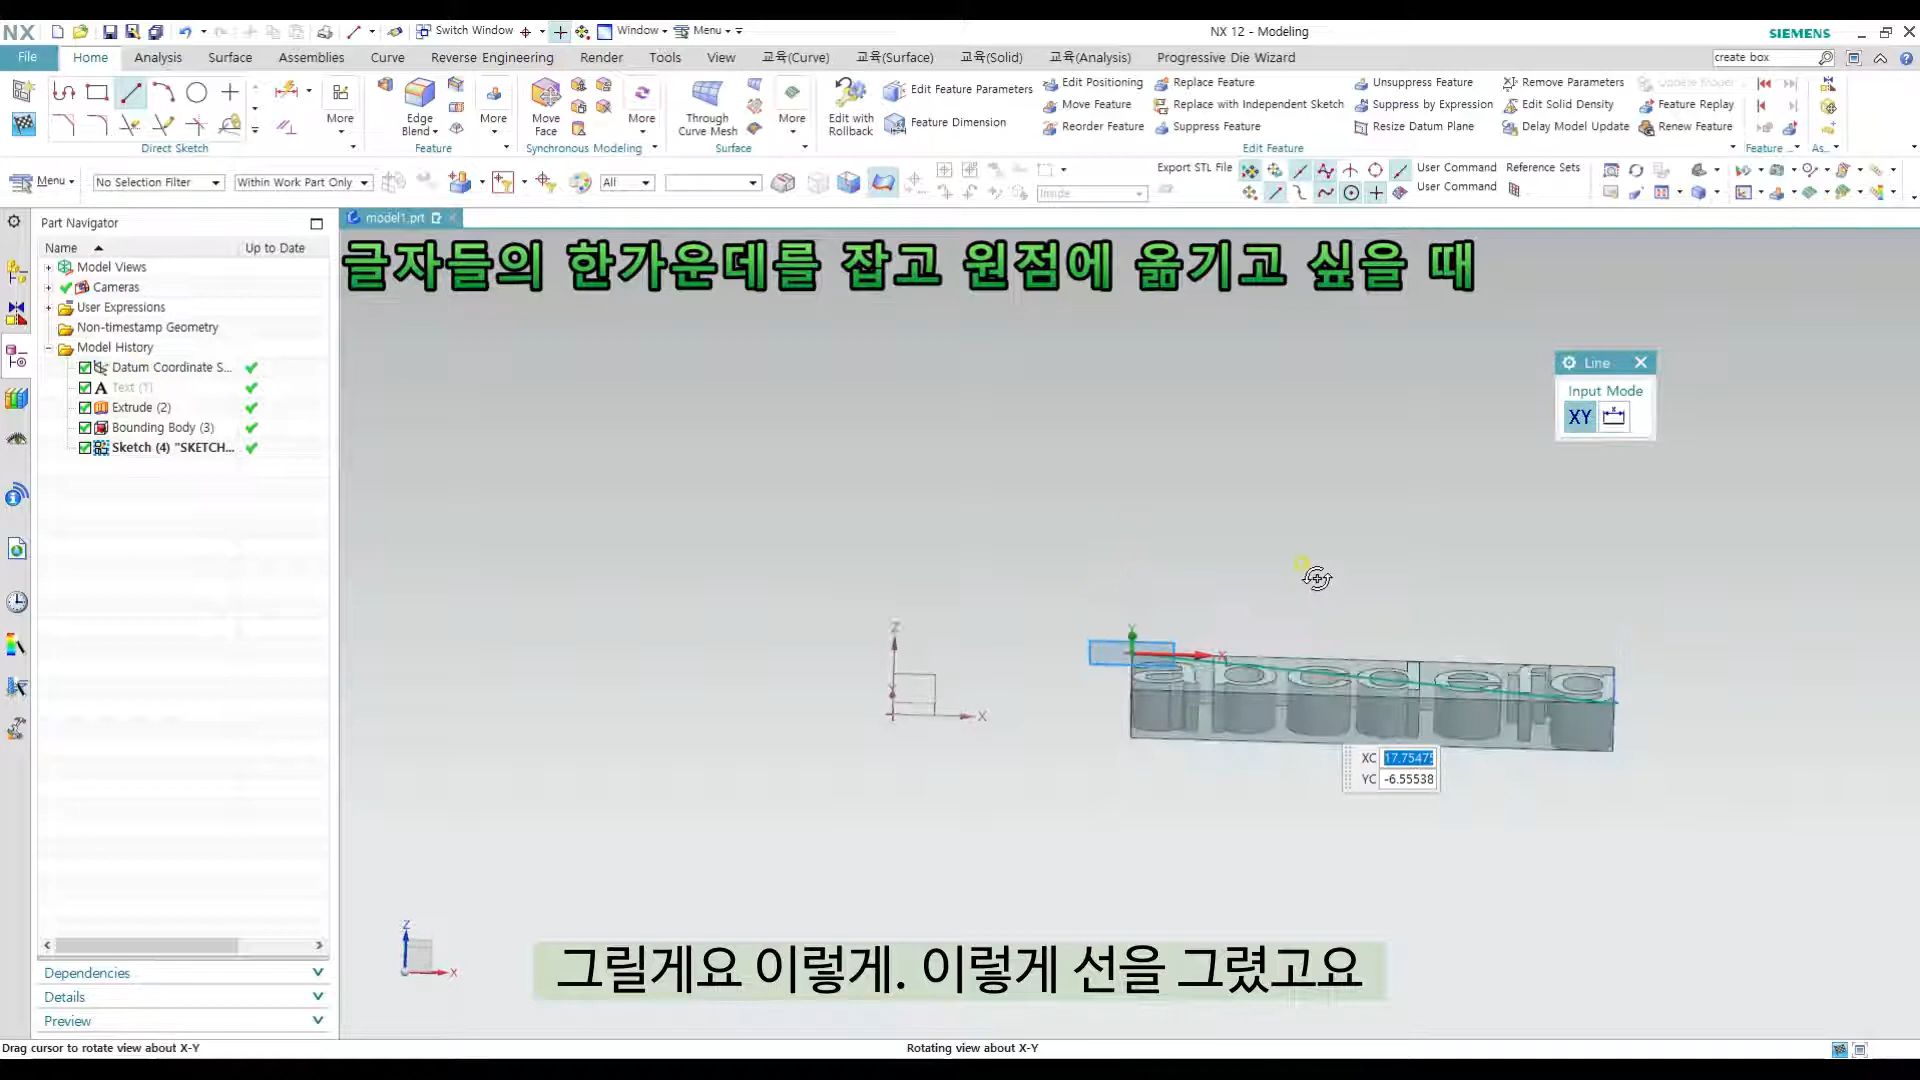 NX
Switch Window
Window
Menu
NX 12 - Modeling
SIEMENS
File
Home
Analysis
Surface
Assemblies
Curve
Reverse Engineering
Render
Tools
View
교육(Curve)
교육(Surface)
교육(Solid)
교육(Analysis)
Progressive Die Wizard
create box
More
Direct Sketch
Edge Blend
More
Feature
Move Face
More
Synchronous Modeling
Through Curve Mesh
More
Surface
Edit with Rollback
Edit Feature Parameters
Feature Dimension
Edit Positioning
Move Feature
Reorder Feature
Replace Feature
Replace with Independent Sketch
Suppress Feature
Unsuppress Feature
Suppress by Expression
Resize Datum Plane
Remove Parameters
Edit Solid Density
Delay Model Update
Update Model
Feature Replay
Renew Feature
Edit Feature
Feature ...
As...
Menu
No Selection Filter
Within Work Part Only
All
Inside
Export STL File
User Command
User Command
Reference Sets
Part Navigator
Name
Up to Date
Model Views
Cameras
User Expressions
Non-timestamp Geometry
Model History
Datum Coordinate S...
Text (1)
Extrude (2)
Bounding Body (3)
Sketch (4) "SKETCH...
Dependencies
Details
Preview
model1.prt
글자들의 한가운데를 잡고 원점에 옮기고 싶을 때
Line
Input Mode
XY
Z
X
Y
X
abcdefg
XC 17.7547
YC -6.55538
Z
X
그릴게요 이렇게. 이렇게 선을 그렸고요
Drag cursor to rotate view about X-Y
Rotating view about X-Y